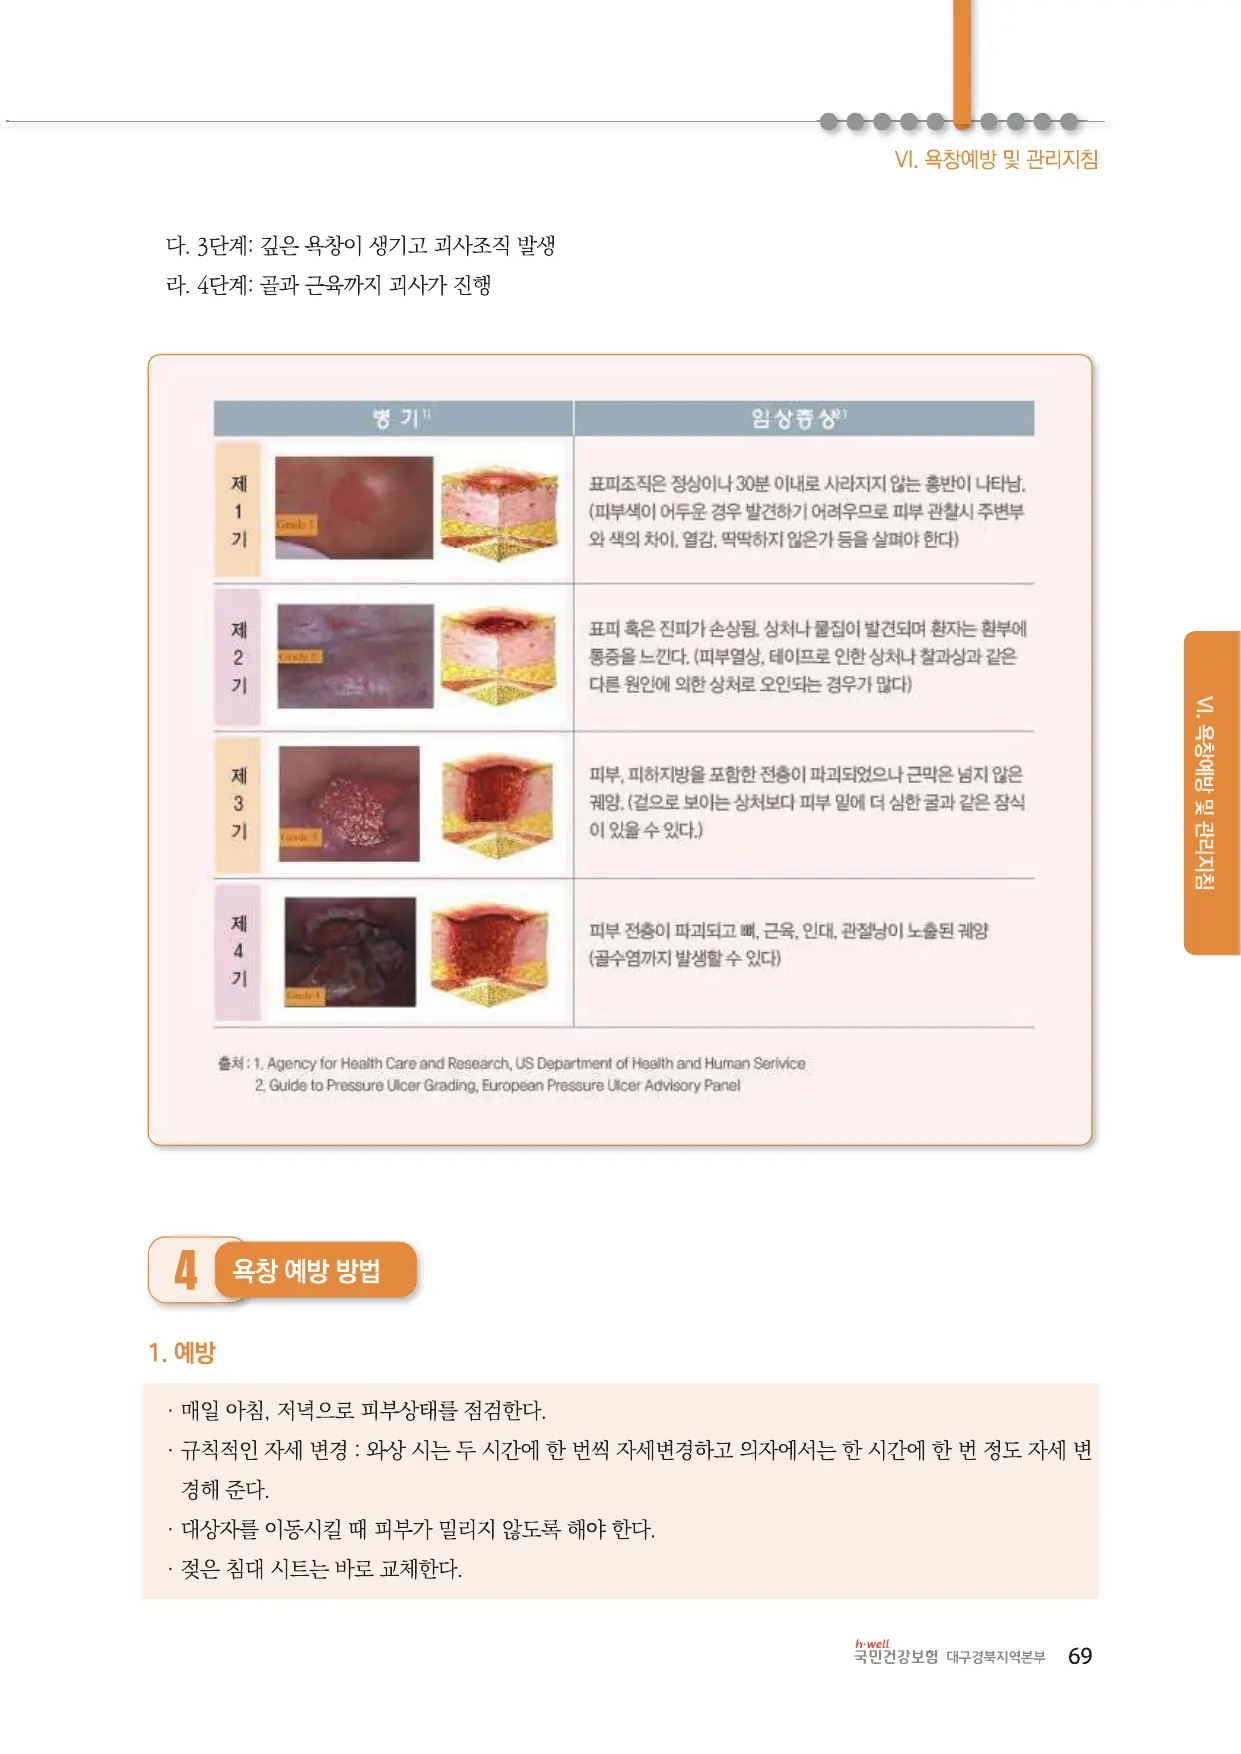 VI. 욕창예방 및 관리지침
다. 3단계: 깊은 욕창이 생기고 괴사조직 발생
라. 4단계: 골과 근육까지 괴사가 진행
병 기1)
임상증상2)
제
1
기
Grade 1
표피조직은 정상이나 30분 이내로 사라지지 않는 홍반이 나타남.
(피부색이 어두운 경우 발견하기 어려우므로 피부 관찰시 주변부
와 색의 차이, 열감, 딱딱하지 않은가 등을 살펴야 한다)
제
2
기
Grade 2
표피 혹은 진피가 손상됨. 상처나 물집이 발견되며 환자는 환부에
통증을 느낀다. (피부열상, 테이프로 인한 상처나 찰과상과 같은
다른 원인에 의한 상처로 오인되는 경우가 많다)
제
3
기
Grade 3
피부, 피하지방을 포함한 전층이 파괴되었으나 근막은 넘지 않은
궤양. (겉으로 보이는 상처보다 피부 밑에 더 심한 굴과 같은 잠식
이 있을 수 있다.)
제
4
기
Grade 4
피부 전층이 파괴되고 뼈, 근육, 인대, 관절낭이 노출된 궤양
(골수염까지 발생할 수 있다)
출처 : 1. Agency for Health Care and Research, US Department of Health and Human Serivice
2. Guide to Pressure Ulcer Grading, European Pressure Ulcer Advisory Panel
VI. 욕창예방 및 관리지침
4 욕창 예방 방법
1. 예방
· 매일 아침, 저녁으로 피부상태를 점검한다.
· 규칙적인 자세 변경 : 와상 시는 두 시간에 한 번씩 자세변경하고 의자에서는 한 시간에 한 번 정도 자세 변
경해 준다.
· 대상자를 이동시킬 때 피부가 밀리지 않도록 해야 한다.
· 젖은 침대 시트는 바로 교체한다.
h·well
국민건강보험 대구경북지역본부 69